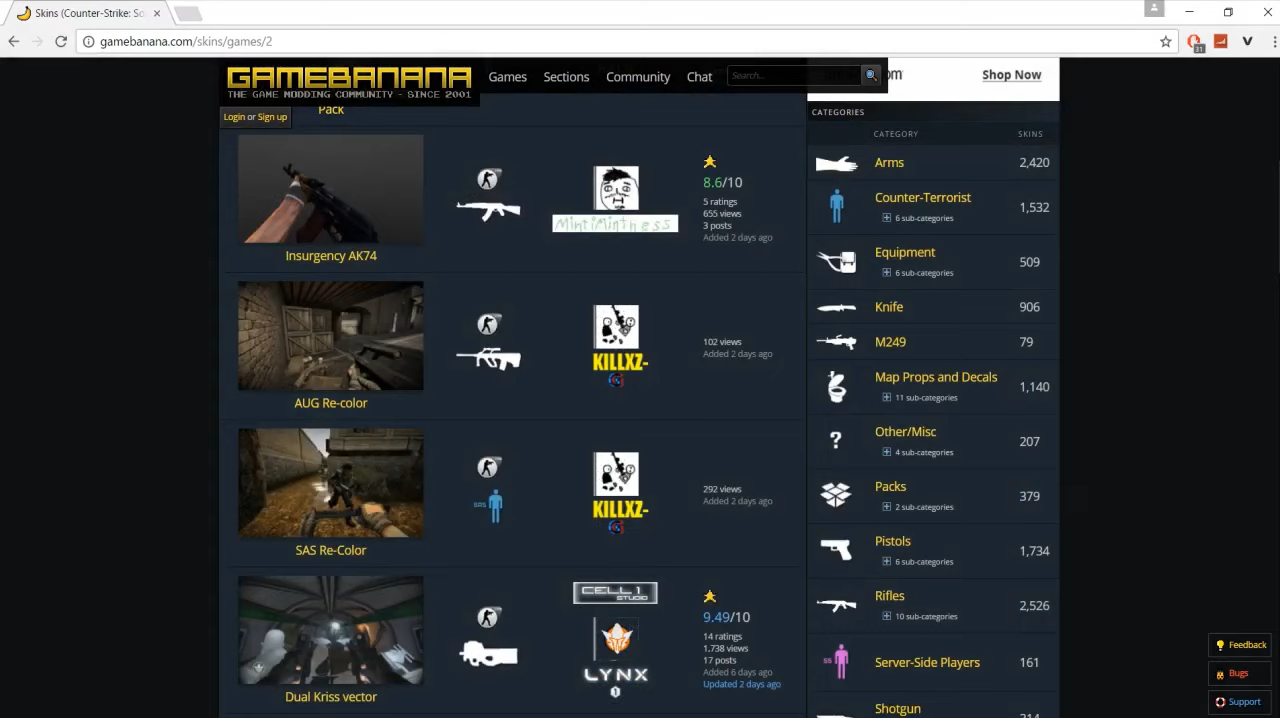 Skins (Counter-Strike: So
gamebanana.com/skins/games/2
31
GAMEBANANA
THE GAME MODDING COMMUNITY - SINCE 2001
Games
Sections
Community
Chat
Search...
Shop Now
Login or Sign up
Pack
CATEGORIES
CATEGORY
SKINS
Insurgency AK74
MintiMintness
8.6/10
5 ratings
655 views
3 posts
Added 2 days ago
AUG Re-color
KILLXZ-
102 views
Added 2 days ago
SAS Re-Color
SAS
KILLXZ-
292 views
Added 2 days ago
Dual Kriss vector
CELL 1
STUDIO
LYNX
9.49/10
14 ratings
1,738 views
17 posts
Added 6 days ago
Updated 2 days ago
Arms
2,420
Counter-Terrorist
6 sub-categories
1,532
Equipment
6 sub-categories
509
Knife
906
M249
79
Map Props and Decals
11 sub-categories
1,140
Other/Misc
4 sub-categories
207
Packs
2 sub-categories
379
Pistols
6 sub-categories
1,734
Rifles
10 sub-categories
2,526
SS
Server-Side Players
161
Shotgun
Feedback
Bugs
Support